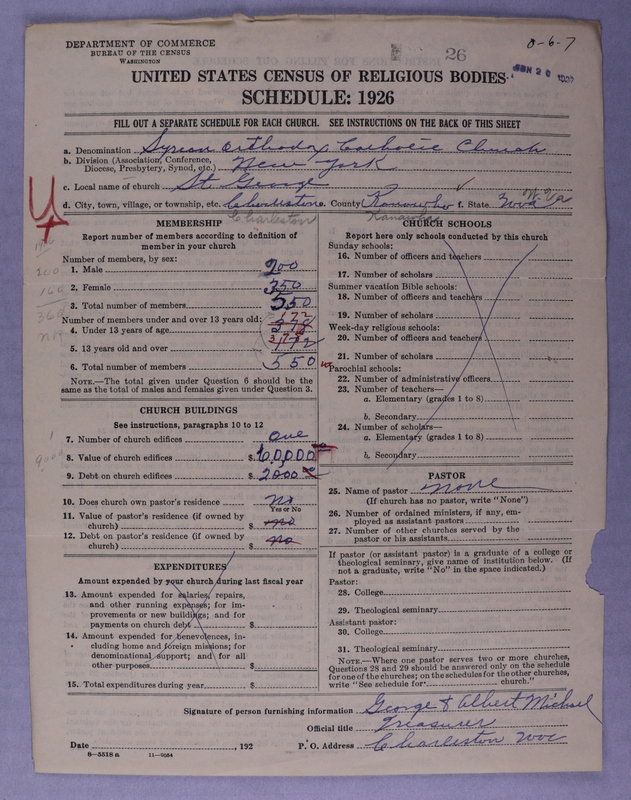 DEPARTMENT OF COMMERCE
BUREAU OF THE CENSUS
WASHINGTON
26
0-6-7
UNITED STATES CENSUS OF RELIGIOUS BODIES
SCHEDULE: 1926
FILL OUT A SEPARATE SCHEDULE FOR EACH CHURCH. SEE INSTRUCTIONS ON THE BACK OF THIS SHEET
a. Denomination Syrian Orthodox Catholic Church
b. Division (Association, Conference, Diocese, Presbytery, Synod, etc.) New York
c. Local name of church St George
d. City, town, village, or township, etc. Charlestone e. County Kanawho f. State W.Va
Charleston Kanawha
MEMBERSHIP
Report number of members according to definition of
member in your church
Number of members, by sex:
1. Male 200
2. Female 350
3. Total number of members 550
Number of members under and over 13 years old:
4. Under 13 years of age
5. 13 years old and over
6. Total number of members 550
NOTE.—The total given under Question 6 should be the
same as the total of males and females given under Question 3.
CHURCH BUILDINGS
See instructions, paragraphs 10 to 12
7. Number of church edifices one
8. Value of church edifices $
9. Debt on church edifices $ 2000
10. Does church own pastor's residence no
Yes or No
11. Value of pastor's residence (if owned by
church) $ no
12. Debt on pastor's residence (if owned by
church) $ no
EXPENDITURES
Amount expended by your church during last fiscal year
13. Amount expended for salaries, repairs,
and other running expenses; for im-
provements or new buildings; and for
payments on church debt $
14. Amount expended for benevolences, in-
cluding home and foreign missions; for
denominational support; and for all
other purposes $
15. Total expenditures during year $
CHURCH SCHOOLS
Report here only schools conducted by this church
Sunday schools:
16. Number of officers and teachers
17. Number of scholars
Summer vacation Bible schools:
18. Number of officers and teachers
19. Number of scholars
Week-day religious schools:
20. Number of officers and teachers
21. Number of scholars
Parochial schools:
22. Number of administrative officers
23. Number of teachers—
a. Elementary (grades 1 to 8)
b. Secondary
24. Number of scholars—
a. Elementary (grades 1 to 8)
b. Secondary
PASTOR
25. Name of pastor none
(If church has no pastor, write "None")
26. Number of ordained ministers, if any, em-
ployed as assistant pastors
27. Number of other churches served by the
pastor or his assistants
If pastor (or assistant pastor) is a graduate of a college or
theological seminary, give name of institution below. (If
not a graduate, write "No" in the space indicated.)
Pastor:
28. College
29. Theological seminary
Assistant pastor:
30. College
31. Theological seminary
NOTE.—Where one pastor serves two or more churches,
Questions 28 and 29 should be answered only on the schedule
for one of the churches; on the schedules for the other churches,
write "See schedule for church."
Signature of person furnishing information George & Albert Michael
Official title Treasurer
Date , 192 P. O. Address Charleston
8—5518 a 11—9684